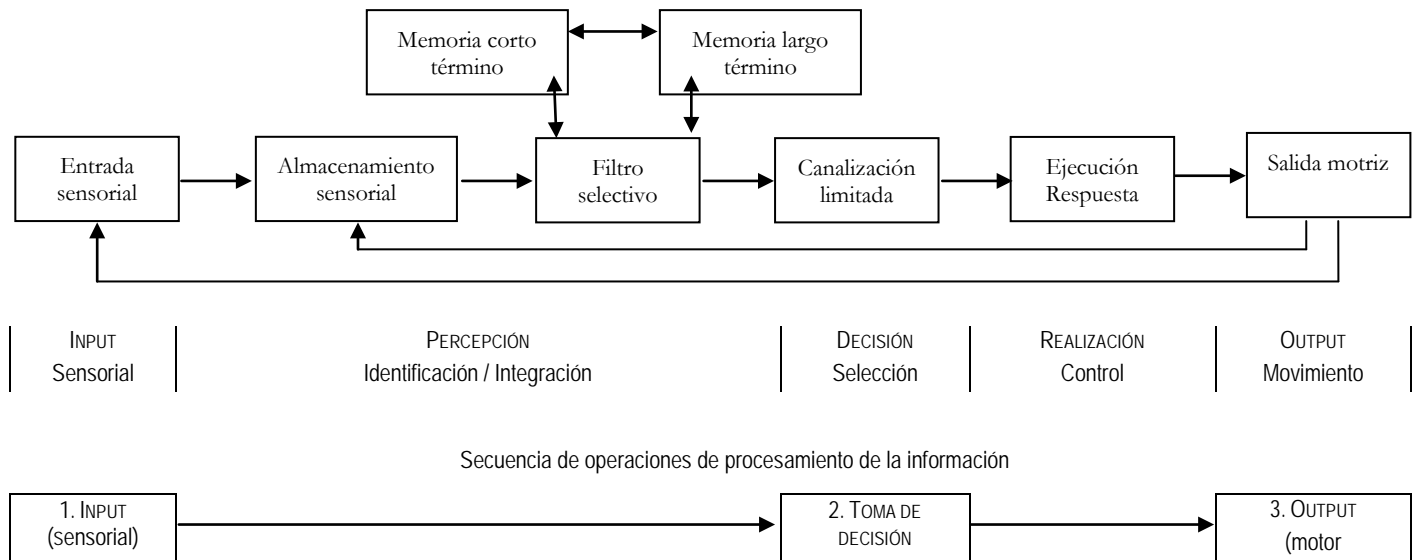 Memoria corto
término
Memoria largo
término
Entrada
sensorial
Almacenamiento
sensorial
Filtro
selectivo
Canalización
limitada
Ejecución
Respuesta
Salida motriz
INPUT
Sensorial
PERCEPCIÓN
Identificación / Integración
DECISIÓN
Selección
REALIZACIÓN
Control
OUTPUT
Movimiento
Secuencia de operaciones de procesamiento de la información
1. INPUT
(sensorial)
2. TOMA DE
DECISIÓN
3. OUTPUT
(motor